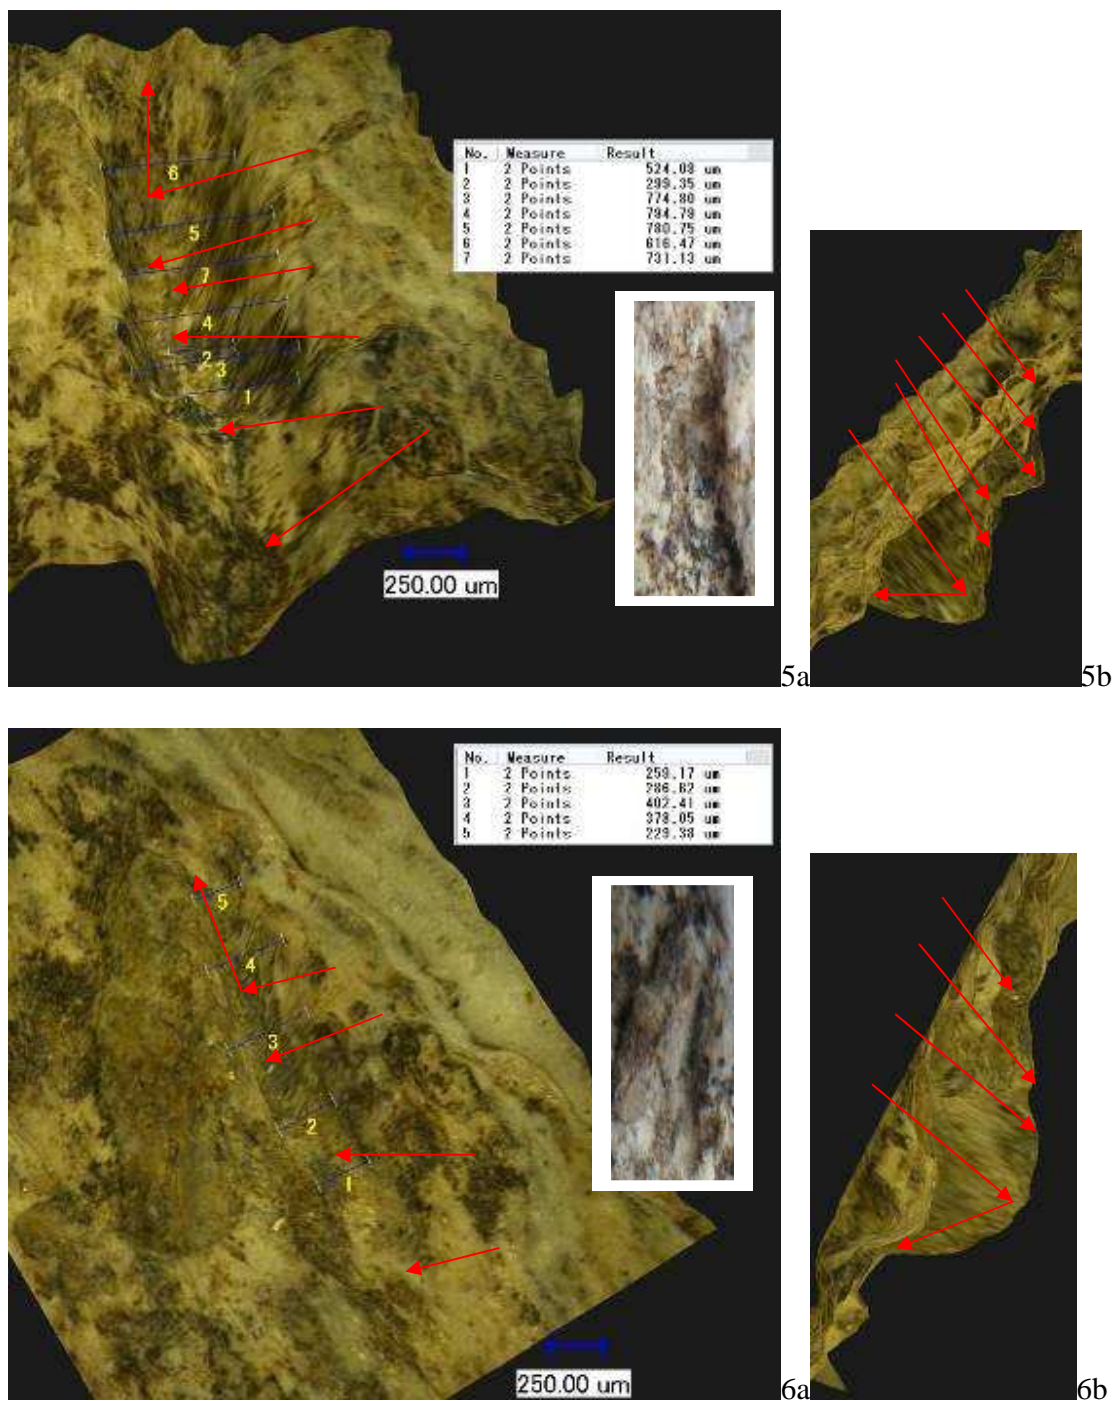 No. Measure Result
1 2 Points 524.08 um
2 2 Points 299.35 um
3 2 Points 774.80 um
4 2 Points 794.79 um
5 2 Points 780.75 um
6 2 Points 616.47 um
7 2 Points 731.13 um
6
5
7
4
2
3
1
250.00 um
5a
5b
No. Measure Result
1 2 Points 259.17 um
2 2 Points 286.62 um
3 2 Points 402.41 um
4 2 Points 379.05 um
5 2 Points 229.38 um
5
4
3
2
1
250.00 um
6a
6b